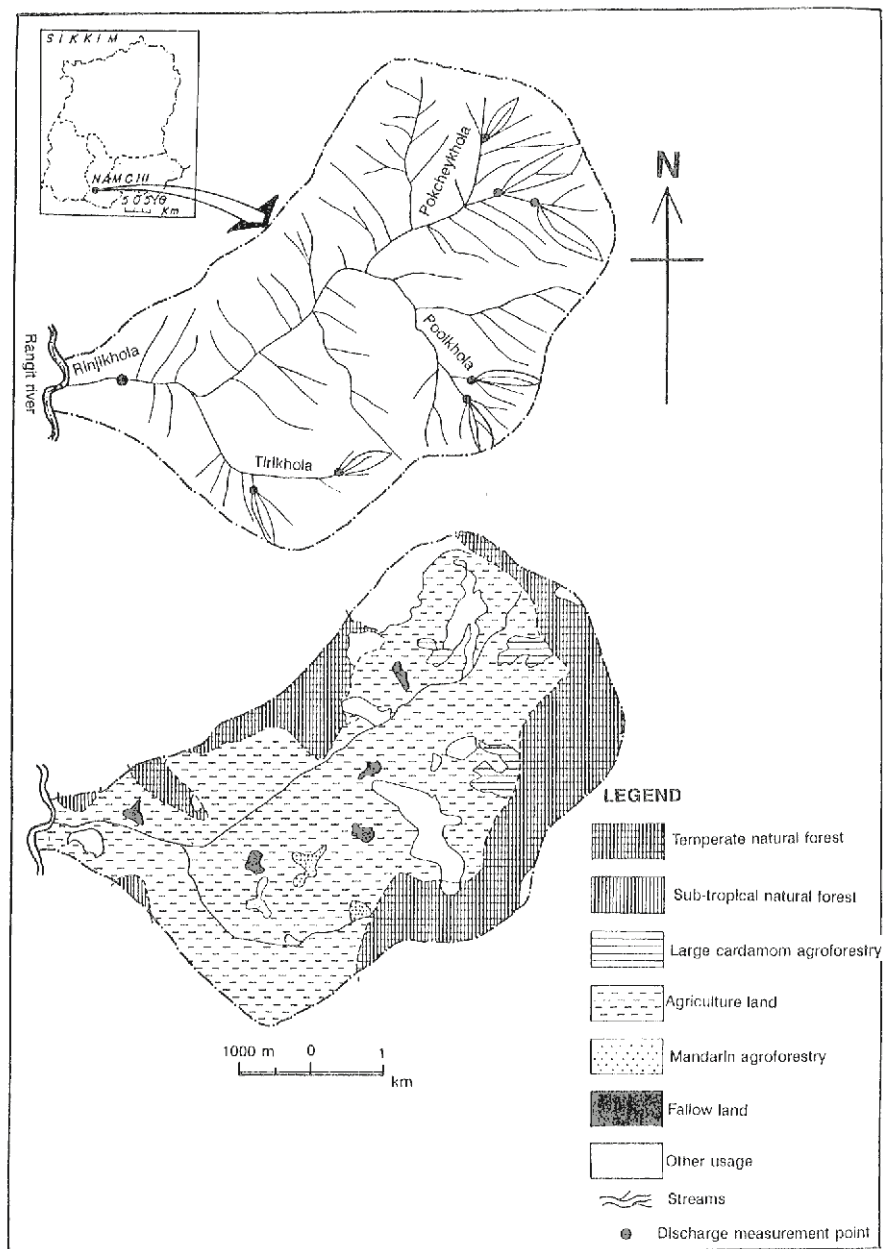 SIKKIM
NAMCHI
Km
Pokcheykhola
N
Poolkhola
Rangit river
Rinjikhola
Tirikhola
LEGEND
Temperate natural forest
Sub-tropical natural forest
Large cardamom agroforestry
Agriculture land
Mandarin agroforestry
Fallow land
Other usage
Streams
Discharge measurement point
1000 m 0 1
km